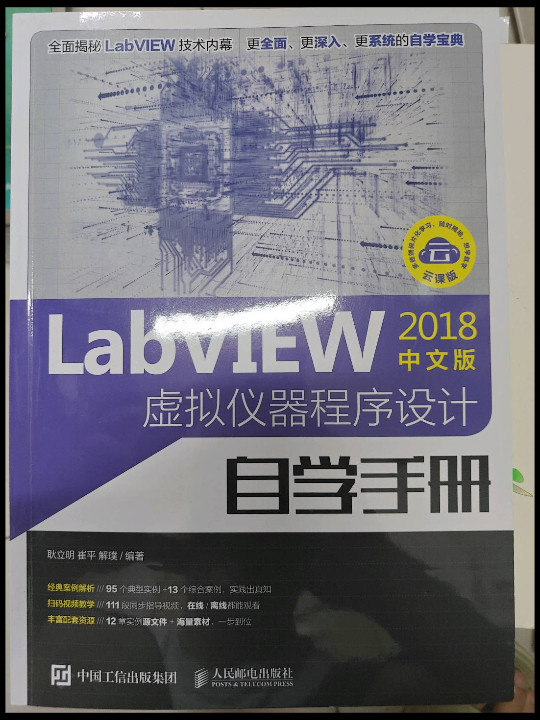 全面揭秘 LabVIEW 技术内幕 更全面、更深入、更系统的自学宝典
云课版
LabVIEW 2018
中文版
虚拟仪器程序设计
自学手册
耿立明 崔平 解璞 / 编著
经典案例解析 /// 95 个典型实例 +13 个综合案例，实践出真知
扫码视频教学 /// 111 段同步指导视频，在线 / 离线都能观看
丰富配套资源 /// 12 章实例源文件 + 海量素材，一步到位
中国工信出版集团
人民邮电出版社
POSTS & TELECOM PRESS